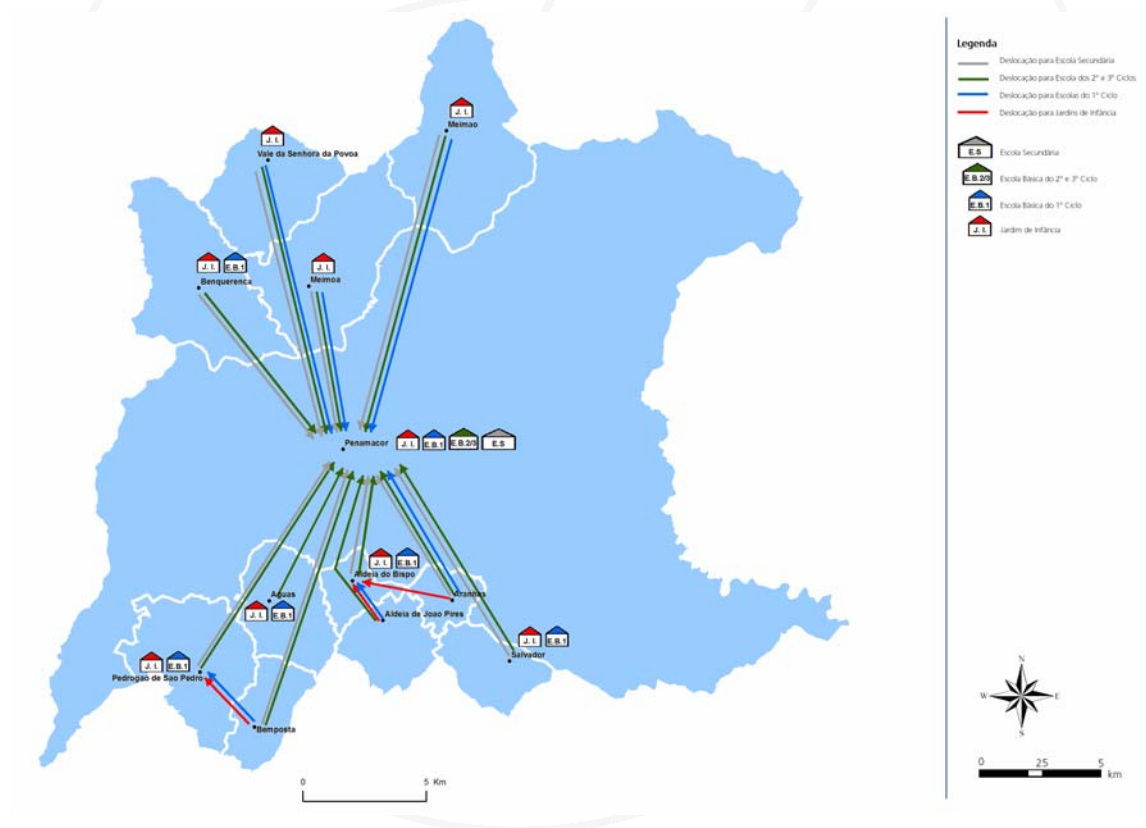 Legenda
Deslocação para Escola Secundária
Deslocação para Escola dos 2º e 3º Ciclos
Deslocação para Escolas do 1º Ciclo
Deslocação para Jardins de Infância
E.S Escola Secundária
E.B.2/3 Escola Básica do 2º e 3º Ciclo
E.B.1 Escola Básica do 1º Ciclo
J. I. Jardim de Infância
J. I.
Meimao
J. I.
Vale da Senhora da Povoa
J. I. E.B.1
Benquerenca
J. I.
Meimoa
Penamacor J. I. E.B.1 E.B.2/3 E.S
J. I. E.B.1
Aldeia do Bispo
Aguas
J. I. E.B.1
Aranhas
Aldeia de Joao Pires
J. I. E.B.1
Salvador
J. I. E.B.1
Pedrogao de Sao Pedro
Bemposta
N
W E
S
0 5 Km
0 25 5
km